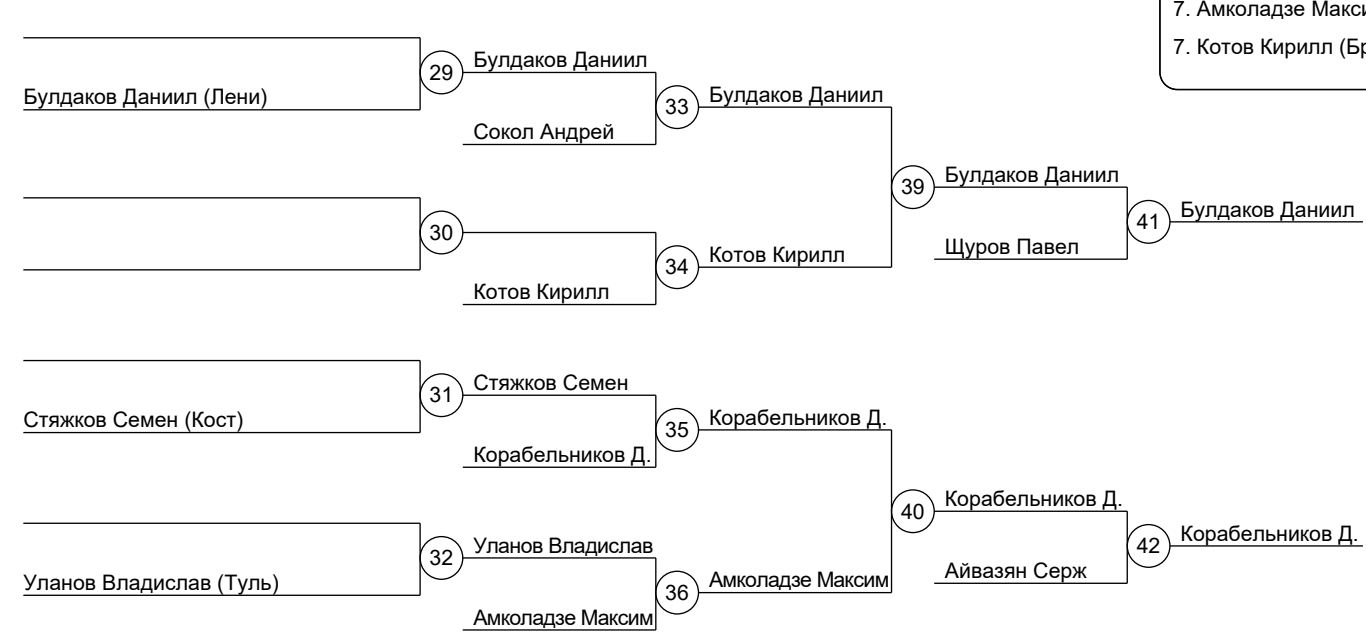 7. Амколадзе
7. Котов Кирилл
29
Булдаков Даниил
Булдаков Даниил (Лени)
33
Булдаков Даниил
Сокол Андрей
39
Булдаков Даниил
30
41
Булдаков Даниил
34
Котов Кирилл
Щуров Павел
Котов Кирилл
31
Стяжков Семен
Стяжков Семен (Кост)
35
Корабельников Д.
Корабельников Д.
40
Корабельников Д.
32
Уланов Владислав
42
Корабельников Д.
Уланов Владислав (Туль)
36
Амколадзе Максим
Айвазян Серж
Амколадзе Максим